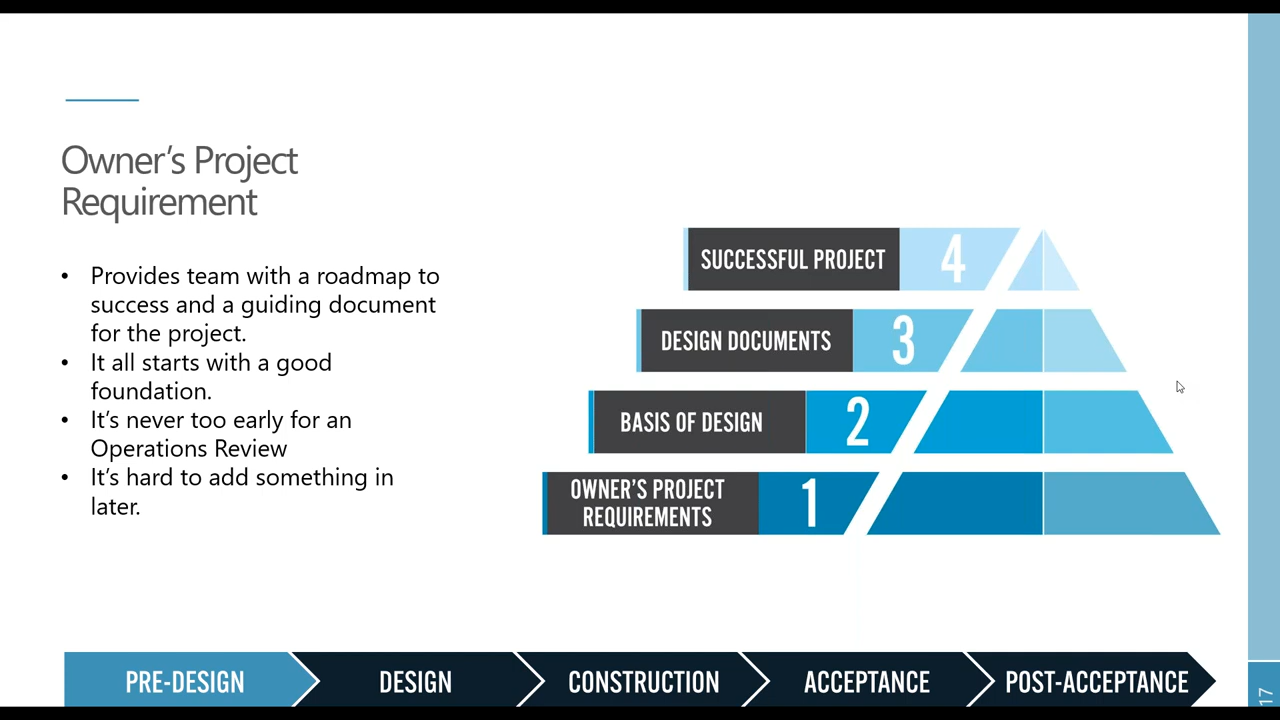 Owner's Project
Requirement
• Provides team with a roadmap to
success and a guiding document
for the project.
• It all starts with a good
foundation.
• It's never too early for an
Operations Review
• It's hard to add something in
later.
SUCCESSFUL PROJECT 4
DESIGN DOCUMENTS 3
BASIS OF DESIGN 2
OWNER'S PROJECT
REQUIREMENTS 1
PRE-DESIGN DESIGN CONSTRUCTION ACCEPTANCE POST-ACCEPTANCE
17